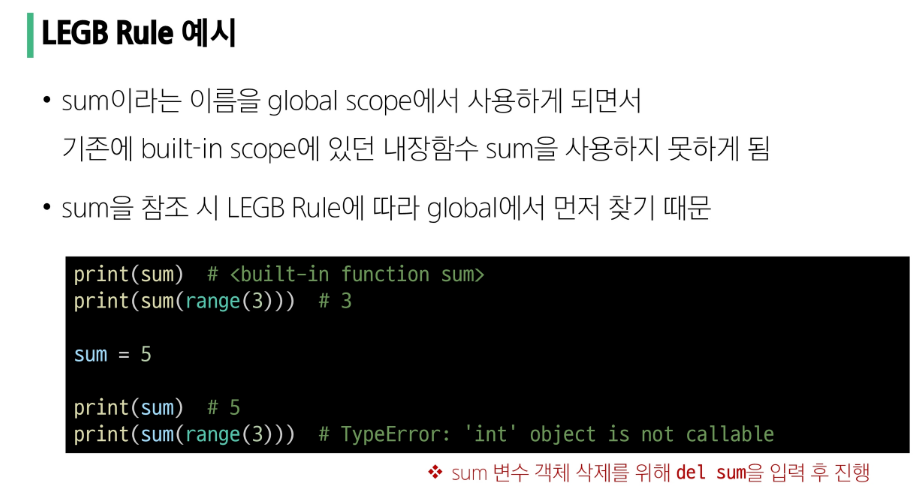 LEGB Rule 예시
• sum이라는 이름을 global scope에서 사용하게 되면서
기존에 built-in scope에 있던 내장함수 sum을 사용하지 못하게 됨
• sum을 참조 시 LEGB Rule에 따라 global에서 먼저 찾기 때문
print(sum)  # <built-in function sum>
print(sum(range(3)))  # 3
sum = 5
print(sum)  # 5
print(sum(range(3)))  # TypeError: 'int' object is not callable
❖ sum 변수 객체 삭제를 위해 del sum을 입력 후 진행